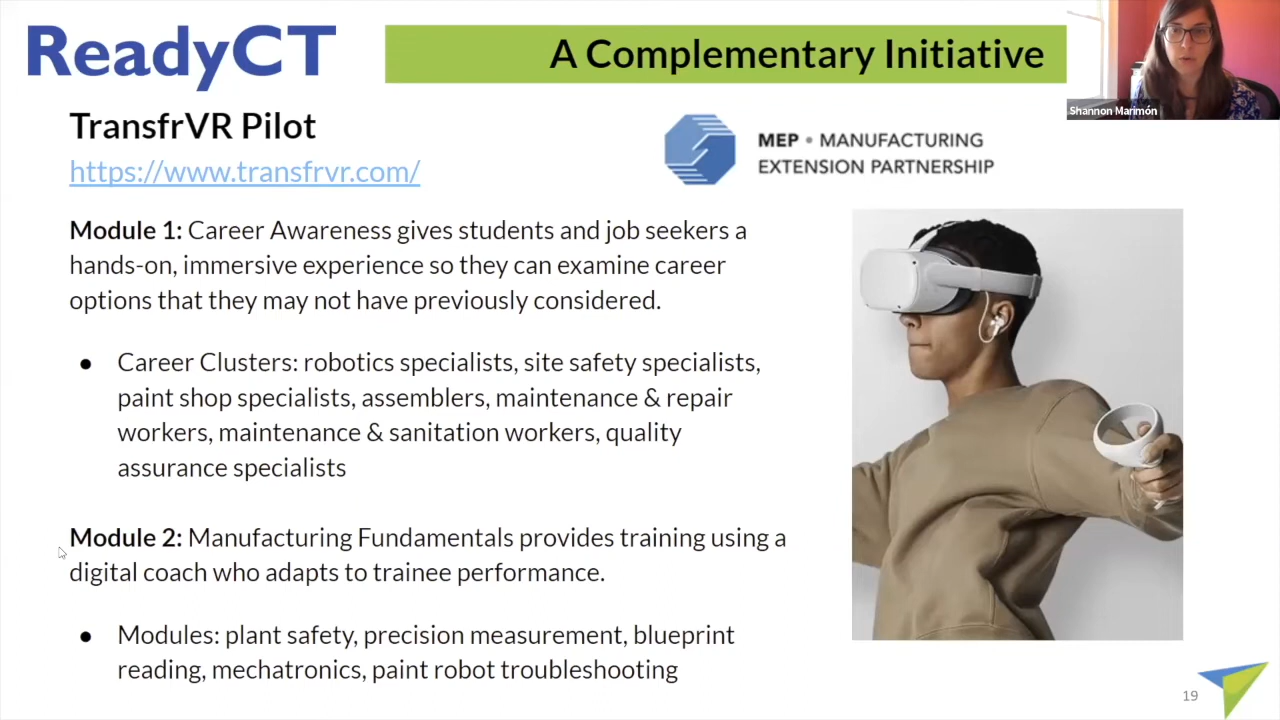 ReadyCT
A Complementary Initiative
Shannon Marimón
TransfrVR Pilot
https://www.transfrvr.com/
MEP • MANUFACTURING
EXTENSION PARTNERSHIP
Module 1: Career Awareness gives students and job seekers a
hands-on, immersive experience so they can examine career
options that they may not have previously considered.
● Career Clusters: robotics specialists, site safety specialists,
paint shop specialists, assemblers, maintenance & repair
workers, maintenance & sanitation workers, quality
assurance specialists
Module 2: Manufacturing Fundamentals provides training using a
digital coach who adapts to trainee performance.
● Modules: plant safety, precision measurement, blueprint
reading, mechatronics, paint robot troubleshooting
19